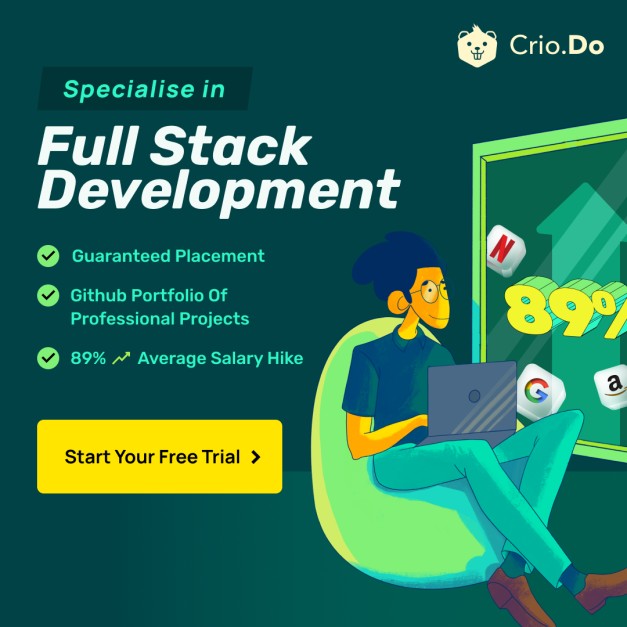 Crio.Do
Specialise in
Full Stack
Development
Guaranteed Placement
Github Portfolio Of
Professional Projects
89% Average Salary Hike
Start Your Free Trial
N
89%
G
a